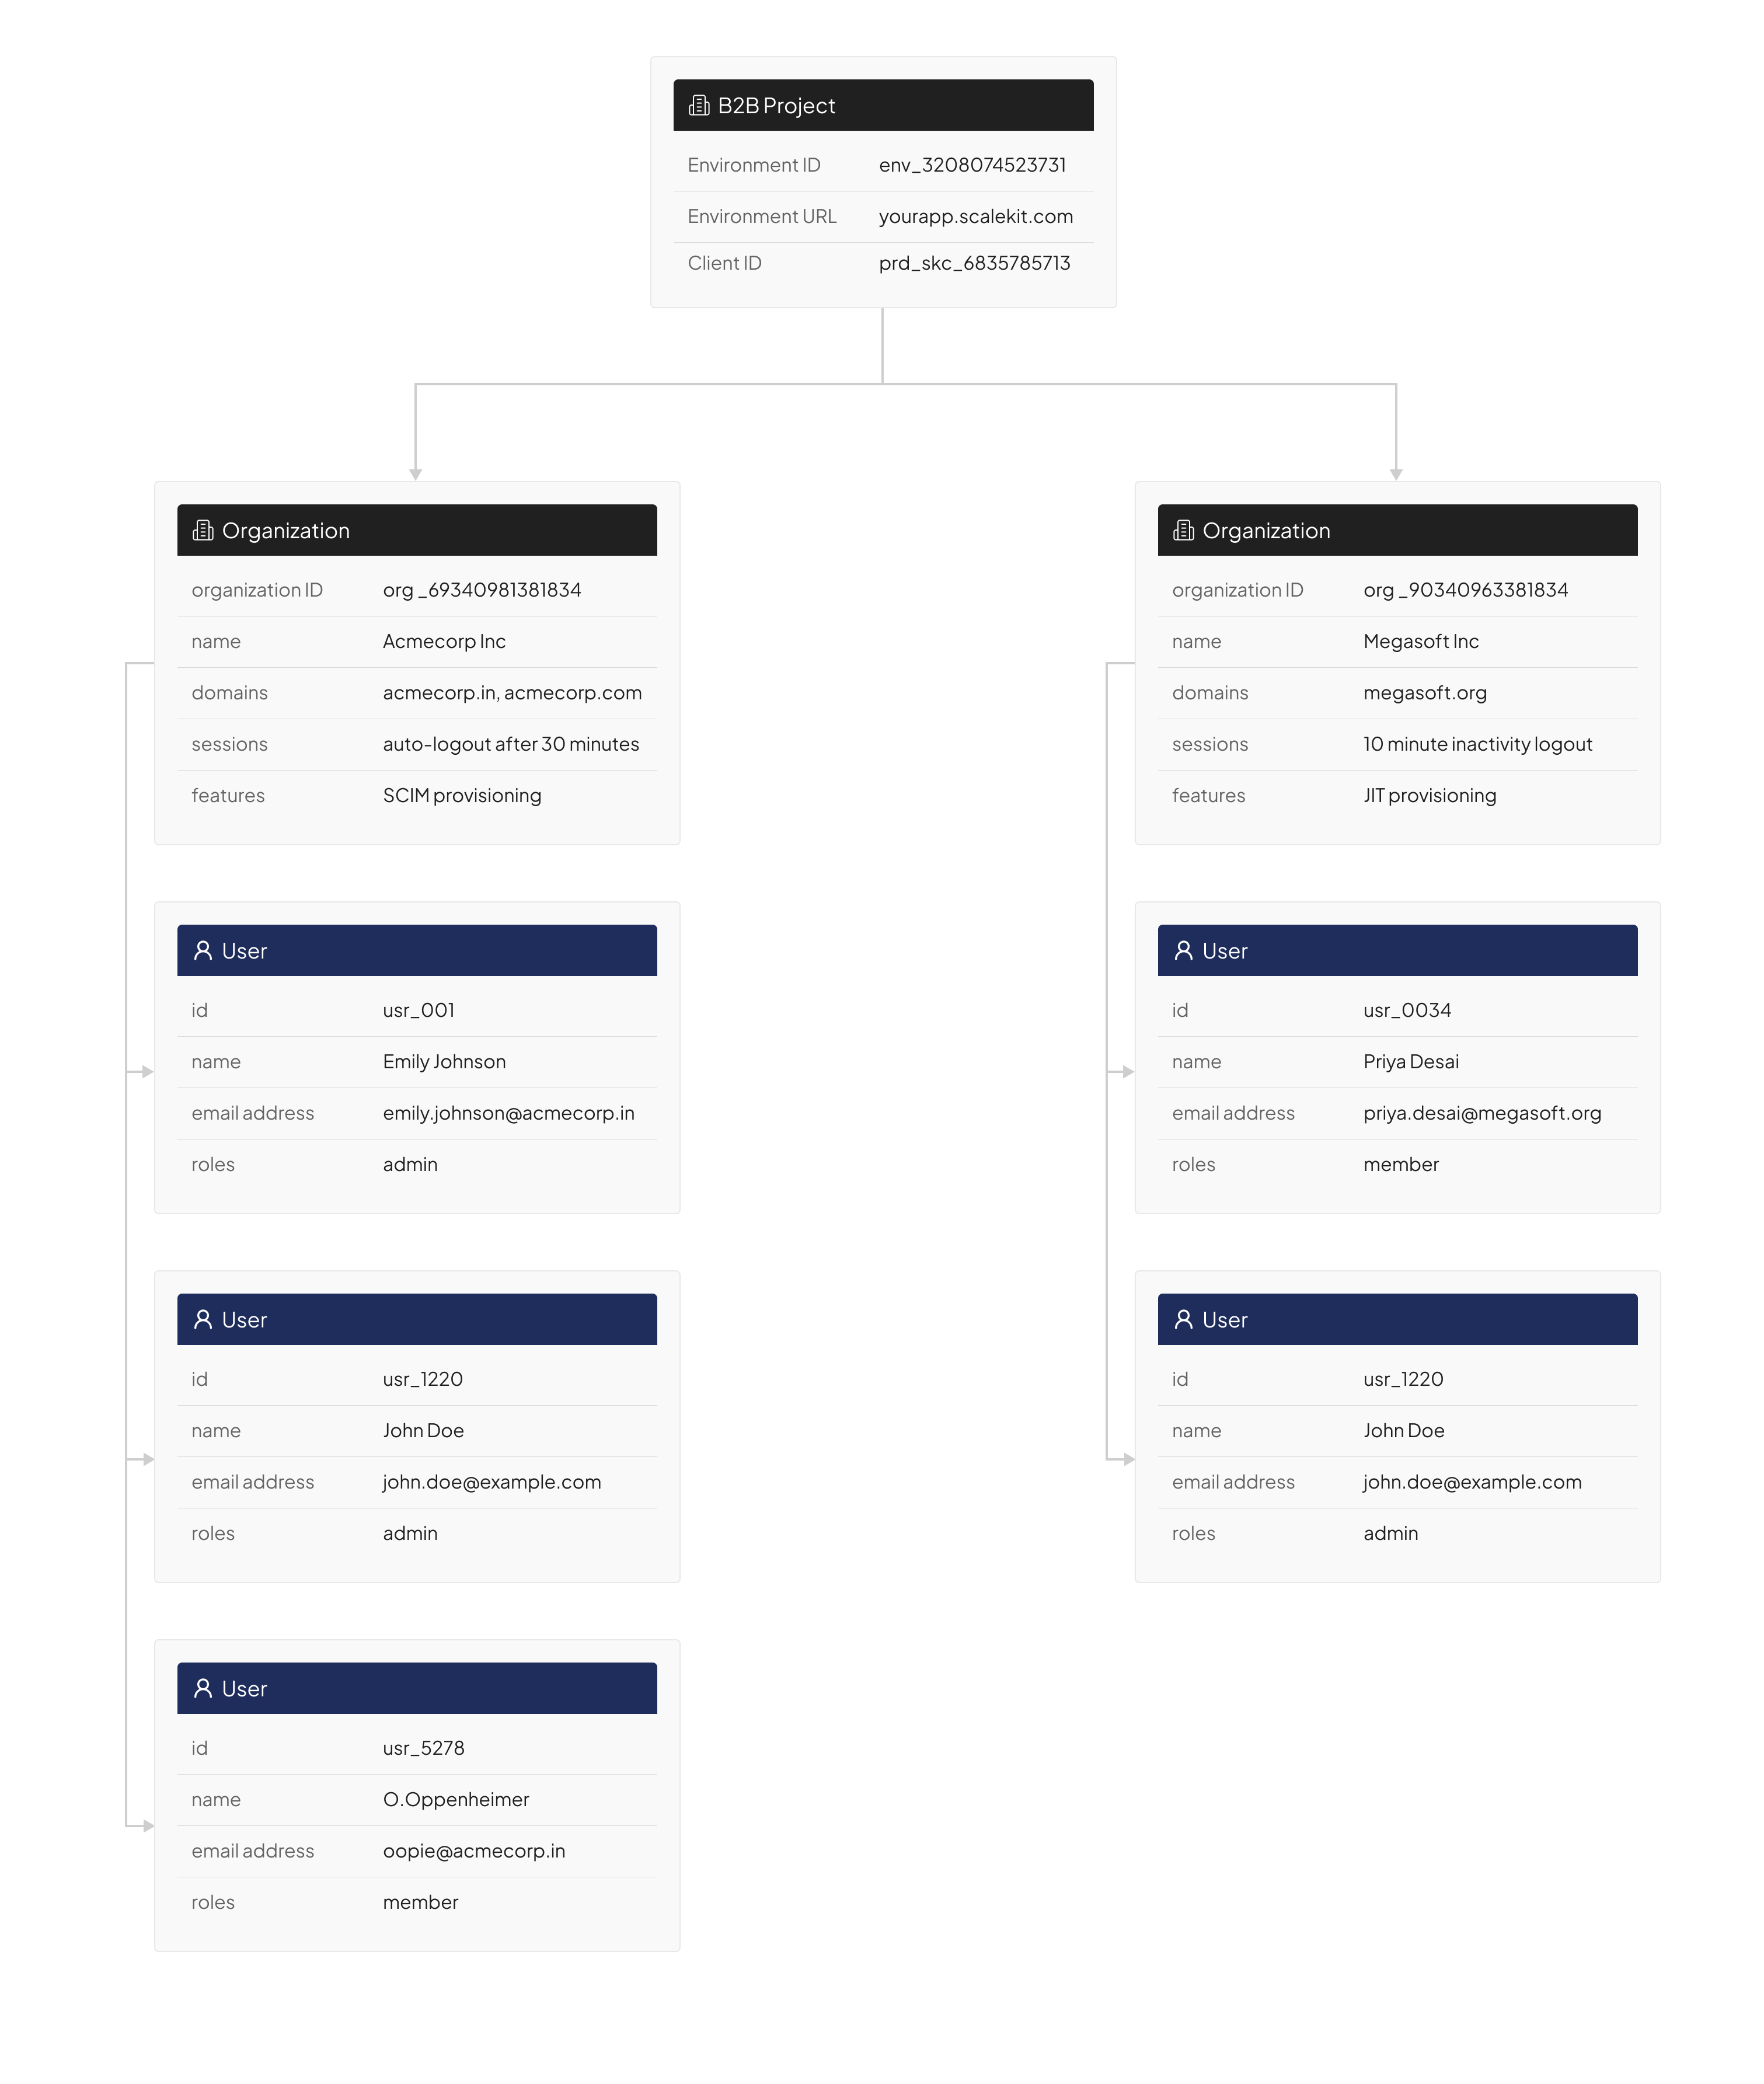 B2B Project
Environment ID env_3208074523731
Environment URL yourapp.scalekit.com
Client ID prd_skc_6835785713
Organization
organization ID org _69340981381834
name Acmecorp Inc
domains acmecorp.in, acmecorp.com
sessions auto-logout after 30 minutes
features SCIM provisioning
User
id usr_001
name Emily Johnson
email address emily.johnson@acmecorp.in
roles admin
User
id usr_1220
name John Doe
email address john.doe@example.com
roles admin
User
id usr_5278
name O.Oppenheimer
email address oopie@acmecorp.in
roles member
Organization
organization ID org _90340963381834
name Megasoft Inc
domains megasoft.org
sessions 10 minute inactivity logout
features JIT provisioning
User
id usr_0034
name Priya Desai
email address priya.desai@megasoft.org
roles member
User
id usr_1220
name John Doe
email address john.doe@example.com
roles admin